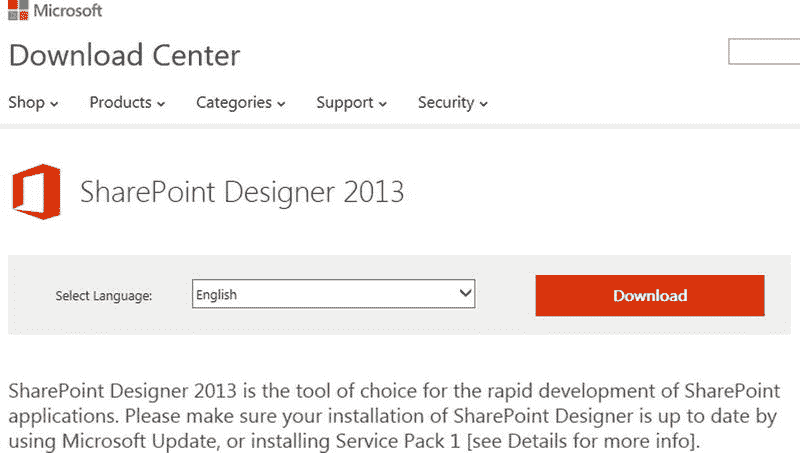 Microsoft
Download Center
Shop Products Categories Support Security
SharePoint Designer 2013
Select Language: English Download
SharePoint Designer 2013 is the tool of choice for the rapid development of SharePoint
applications. Please make sure your installation of SharePoint Designer is up to date by
using Microsoft Update, or installing Service Pack 1 [see Details for more info].